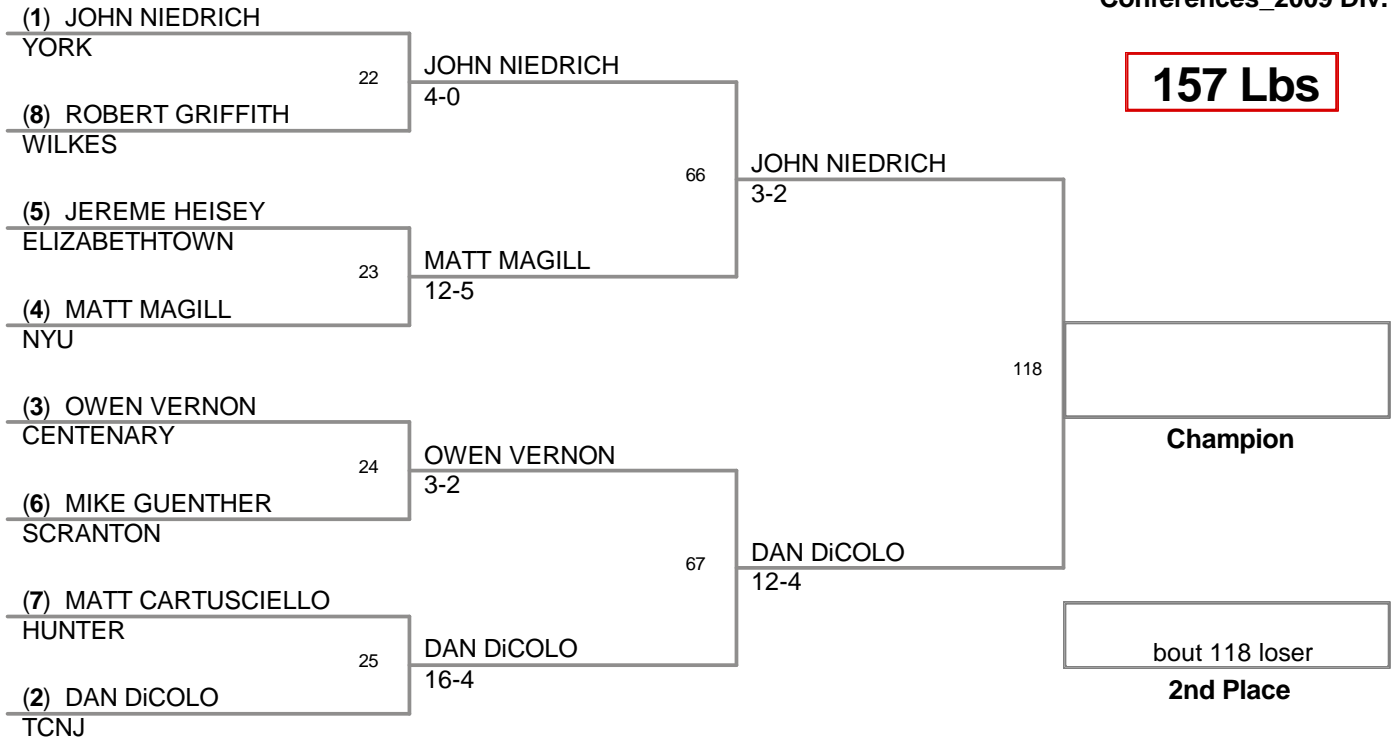 Conferences_2009 Div.
157 Lbs
(1) JOHN NIEDRICH
YORK
22
(8) ROBERT GRIFFITH
WILKES
(5) JEREME HEISEY
ELIZABETHTOWN
23
(4) MATT MAGILL
NYU
(3) OWEN VERNON
CENTENARY
24
(6) MIKE GUENTHER
SCRANTON
(7) MATT CARTUSCIELLO
HUNTER
25
(2) DAN DiCOLO
TCNJ
JOHN NIEDRICH
4-0
66
MATT MAGILL
12-5
OWEN VERNON
3-2
67
DAN DiCOLO
16-4
JOHN NIEDRICH
3-2
118
DAN DiCOLO
12-4
Champion
bout 118 loser
2nd Place